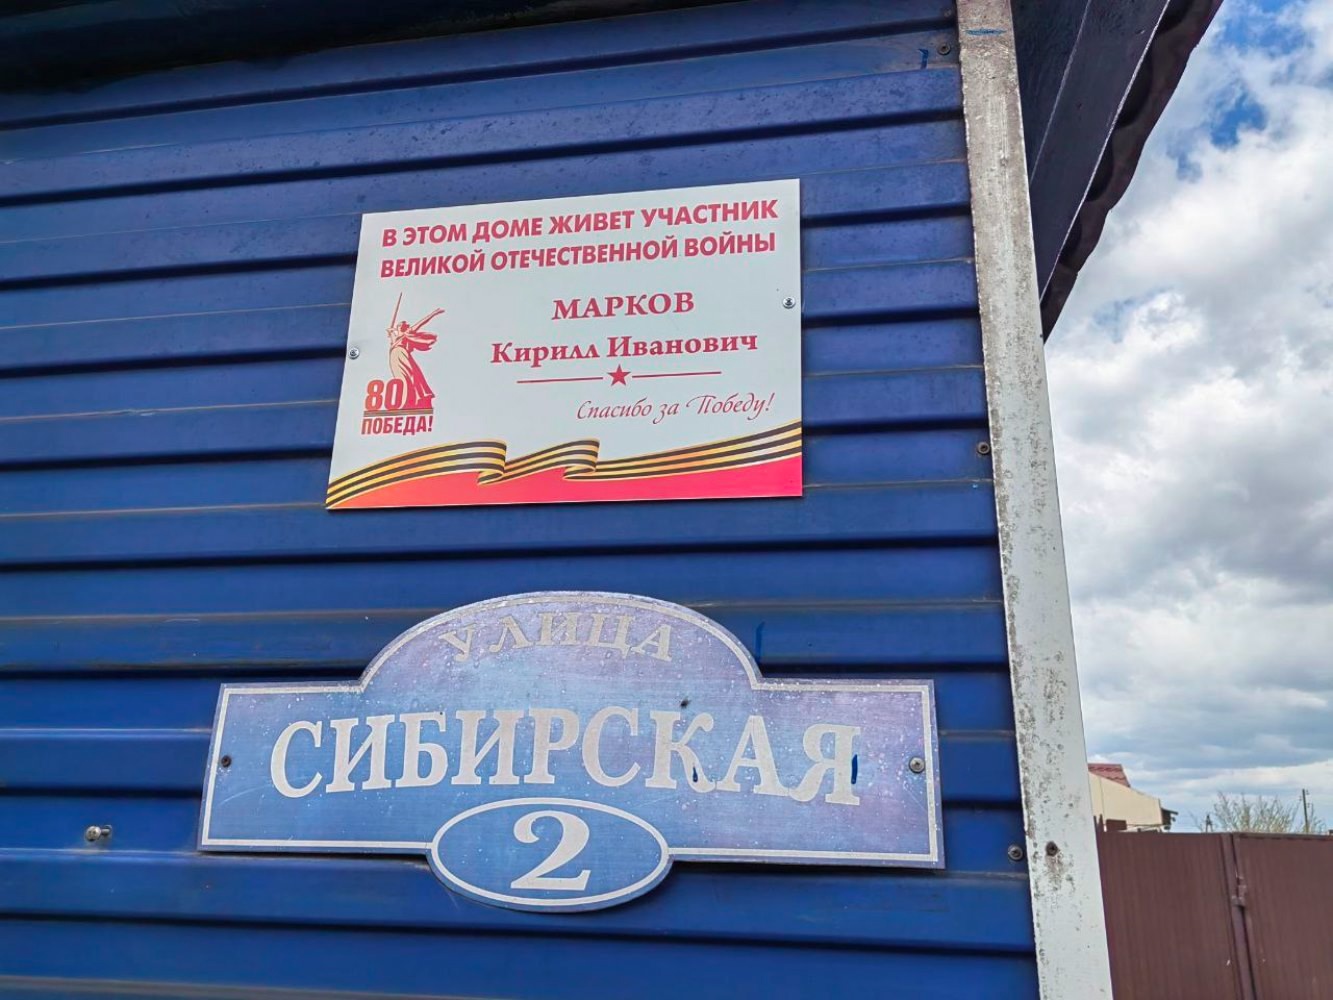 В ЭТОМ ДОМЕ ЖИВЕТ УЧАСТНИК
ВЕЛИКОЙ ОТЕЧЕСТВЕННОЙ ВОЙНЫ
МАРКОВ
Кирилл Иванович
Спасибо за Победу!
80
ПОБЕДА!
УЛИЦА
СИБИРСКАЯ
2